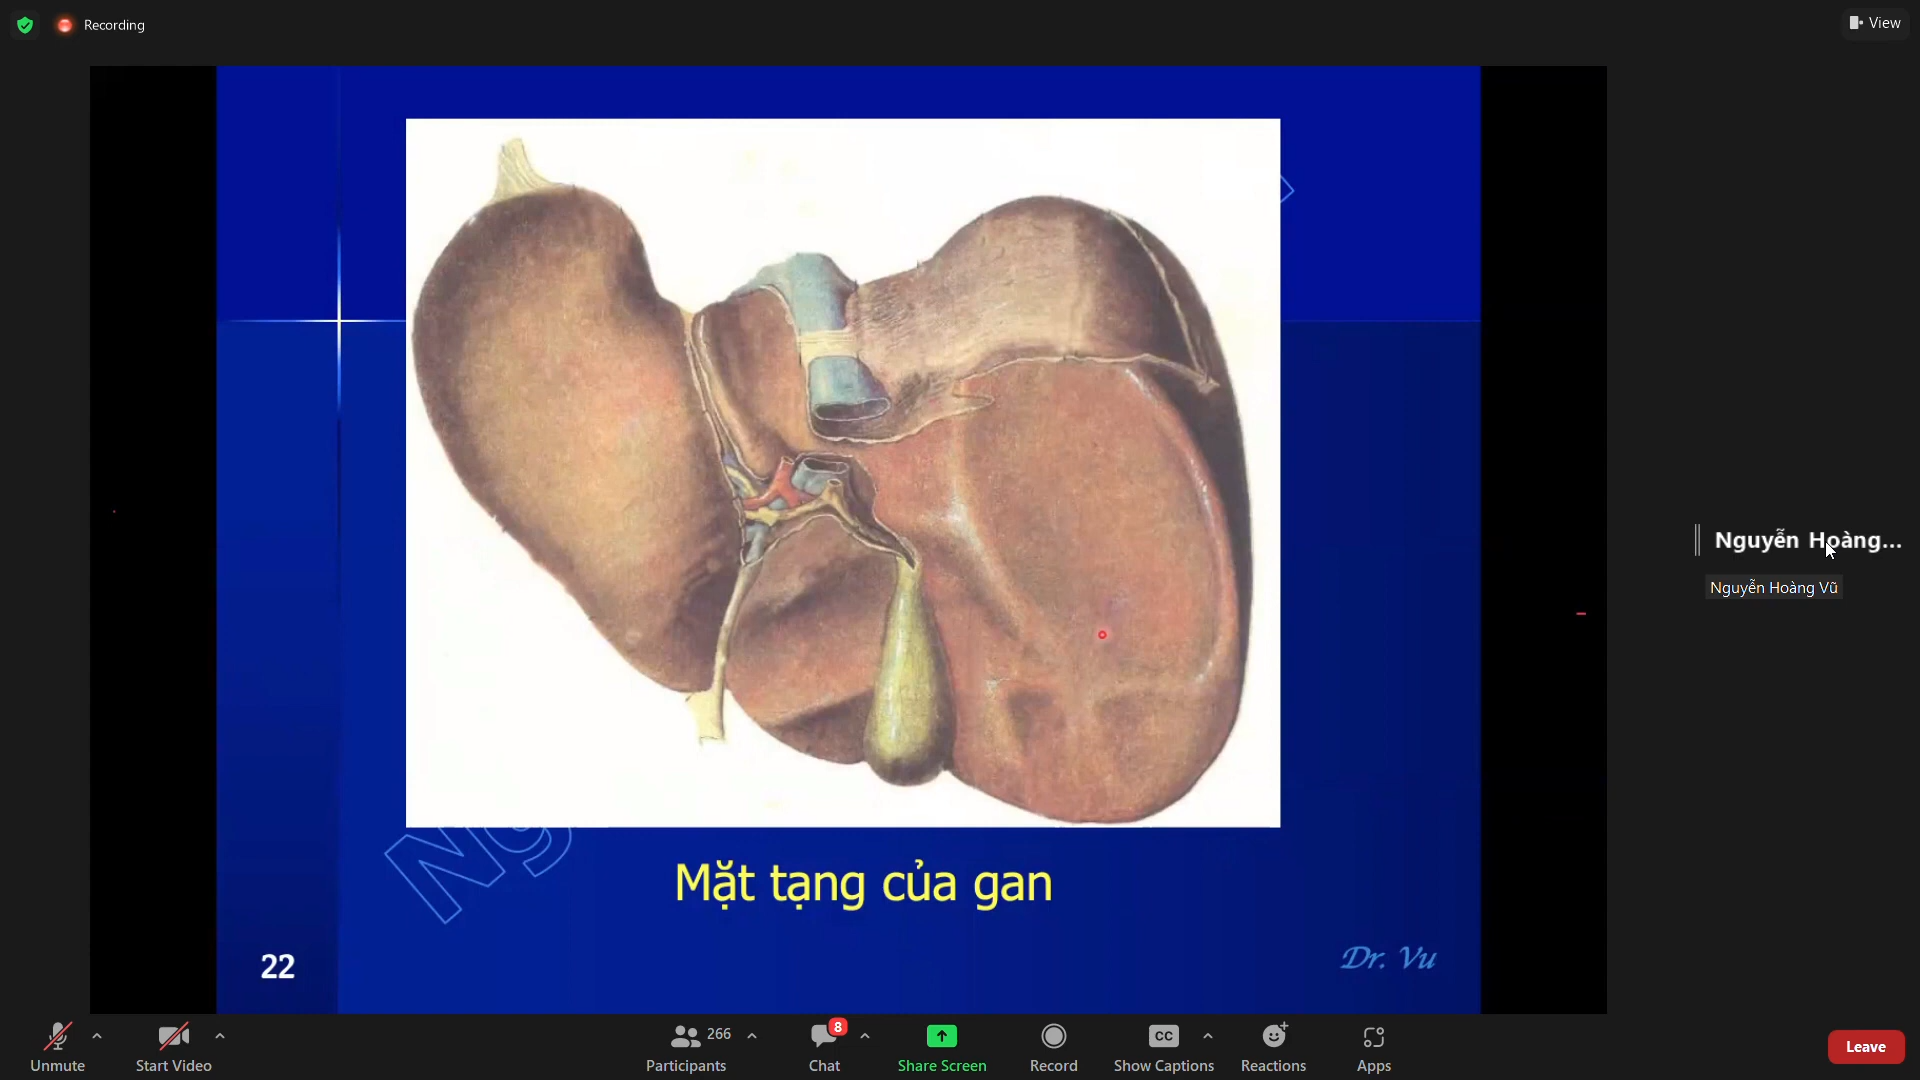 Recording
View
Ng
Mặt tạng của gan
22
Dr. Vu
Nguyễn Hoàng...
Nguyễn Hoàng Vũ
Unmute
Start Video
266
Participants
8
Chat
Share Screen
Record
CC
Show Captions
Reactions
Apps
Leave